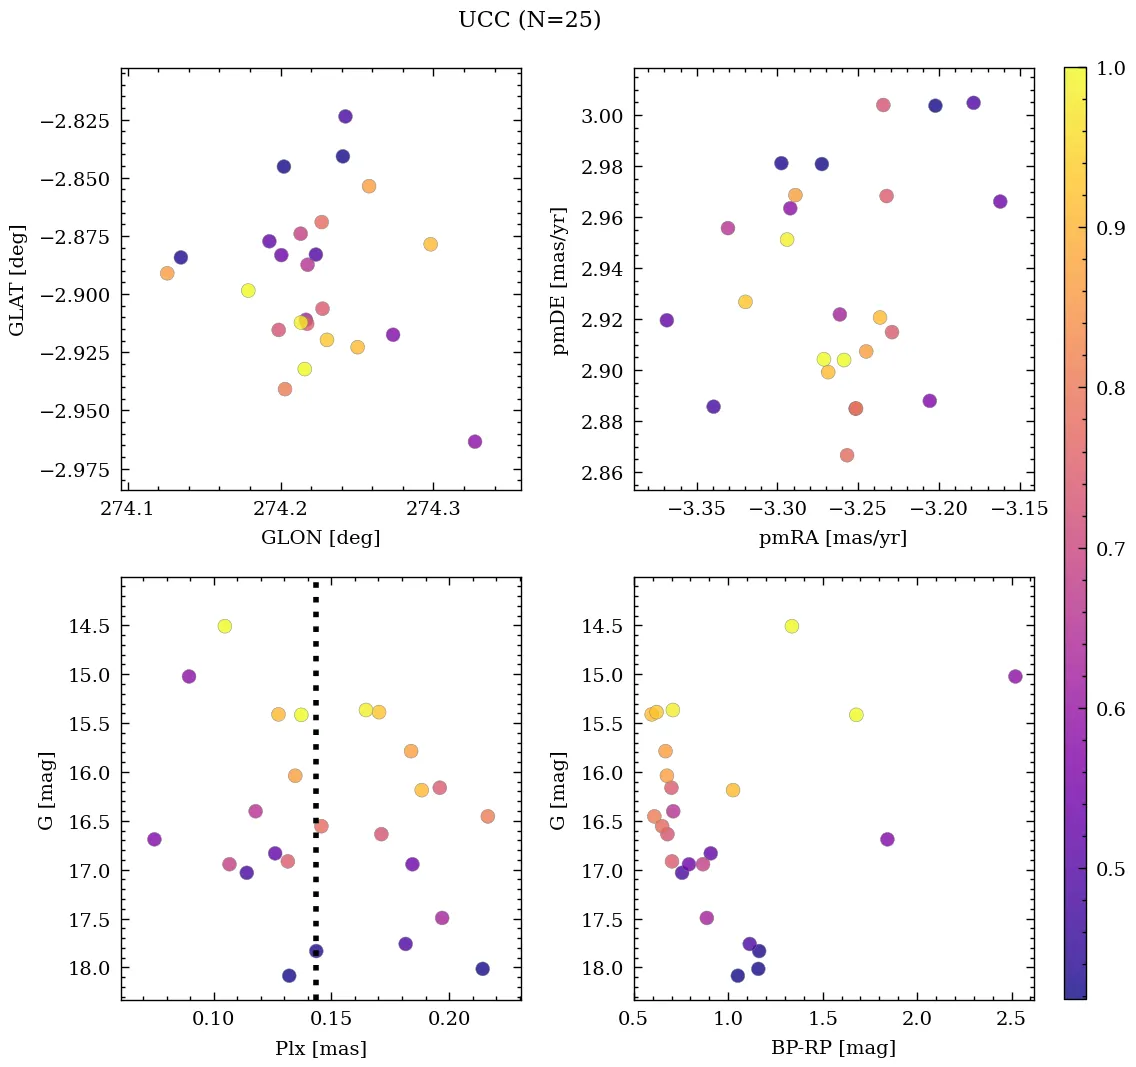 UCC (N=25)
−2.825
−2.850
−2.875
−2.900
−2.925
−2.950
−2.975
GLAT [deg]
274.1 274.2 274.3
GLON [deg]
3.00
2.98
2.96
2.94
2.92
2.90
2.88
2.86
pmDE [mas/yr]
−3.35 −3.30 −3.25 −3.20 −3.15
pmRA [mas/yr]
14.5
15.0
15.5
16.0
16.5
17.0
17.5
18.0
G [mag]
0.10 0.15 0.20
Plx [mas]
14.5
15.0
15.5
16.0
16.5
17.0
17.5
18.0
G [mag]
0.5 1.0 1.5 2.0 2.5
BP-RP [mag]
1.0
0.9
0.8
0.7
0.6
0.5